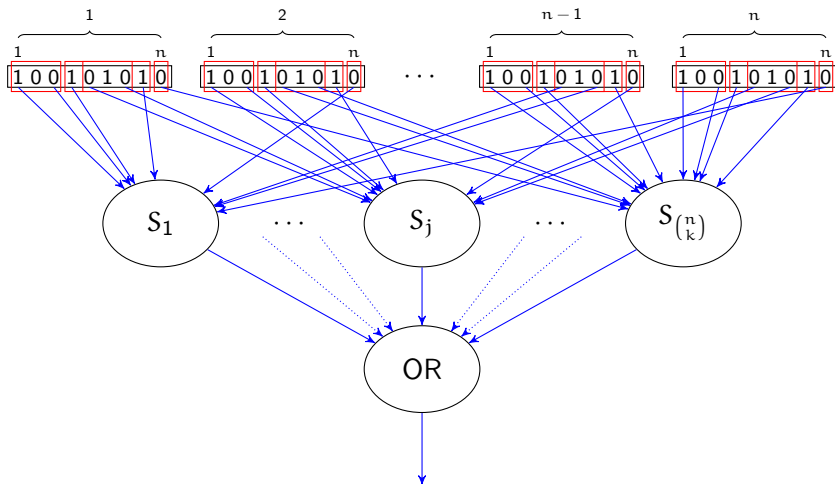 1 2 n − 1 n
1 n 1 n 1 n 1 n
1 0 0 1 0 1 0 1 0 1 0 0 1 0 1 0 1 0 ··· 1 0 0 1 0 1 0 1 0 1 0 0 1 0 1 0 1 0
S₁ ··· Sⱼ ··· S_{\binom{n}{k}}
OR